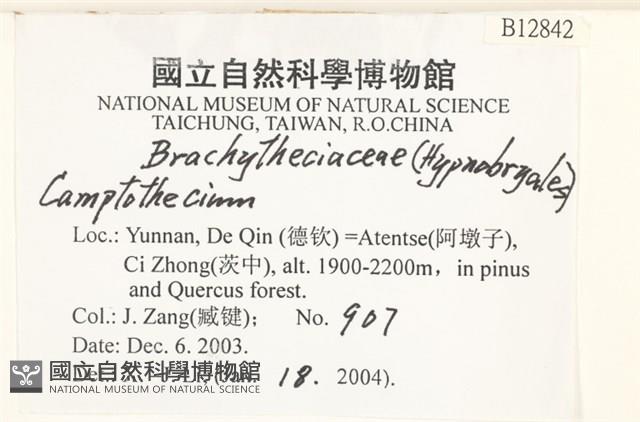 B12842
國立自然科學博物館
NATIONAL MUSEUM OF NATURAL SCIENCE
TAICHUNG, TAIWAN, R.O.CHINA
Brachytheciaceae (Hypnobryales)
Camptothecium
Loc.: Yunnan, De Qin (德钦) =Atentse(阿墩子),
Ci Zhong(茨中), alt. 1900-2200m, in pinus
and Quercus forest.
Col.: J. Zang(臧键); No. 907
Date: Dec. 6. 2003.
國立自然科學博物館
NATIONAL MUSEUM OF NATURAL SCIENCE
18. 2004).